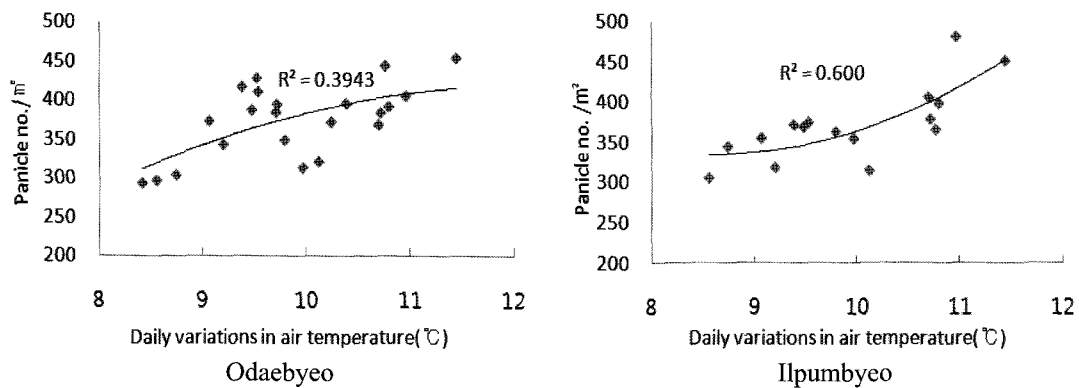 500
450
400
350
300
250
200
Panicle no./㎡
R² = 0.3943
8 9 10 11 12
Daily variations in air temperature(℃)
Odaebyeo
500
450
400
350
300
250
200
Panicle no. /㎡
R² = 0.600
8 9 10 11 12
Daily variations in air temperature(℃)
Ilpumbyeo